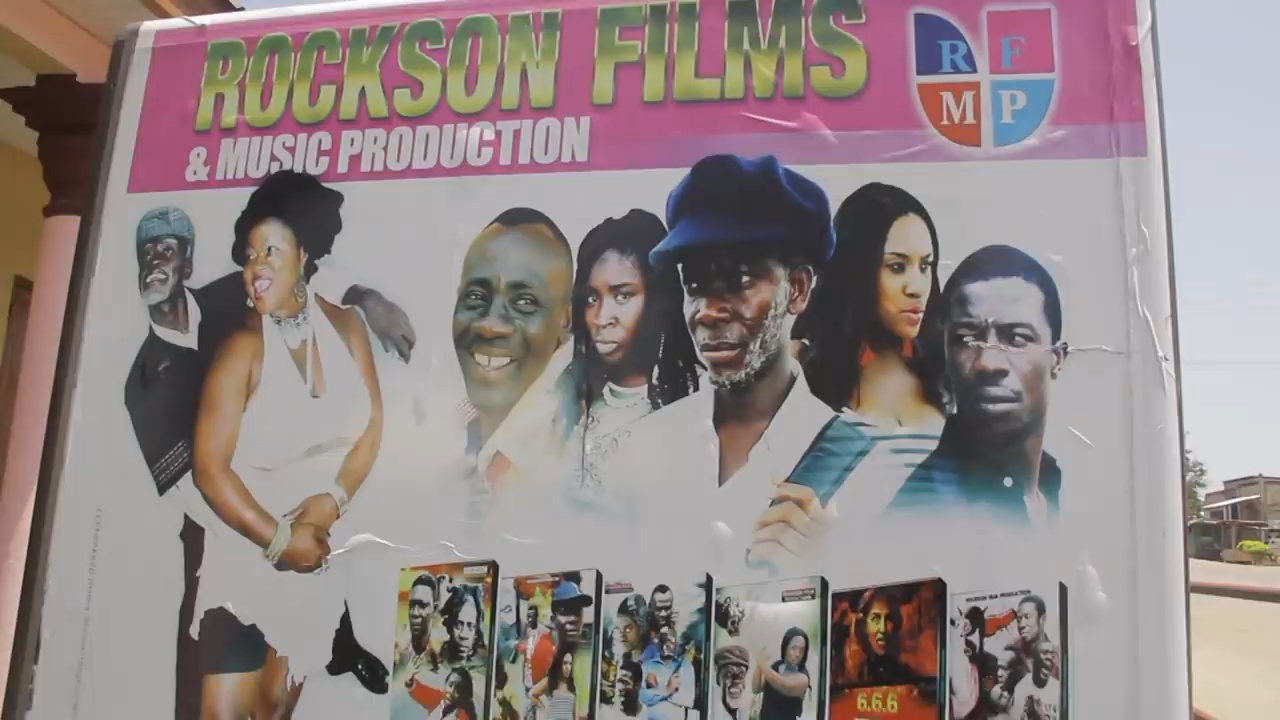 ROCKSON FILMS
& MUSIC PRODUCTION
R F
M P
6.6.6